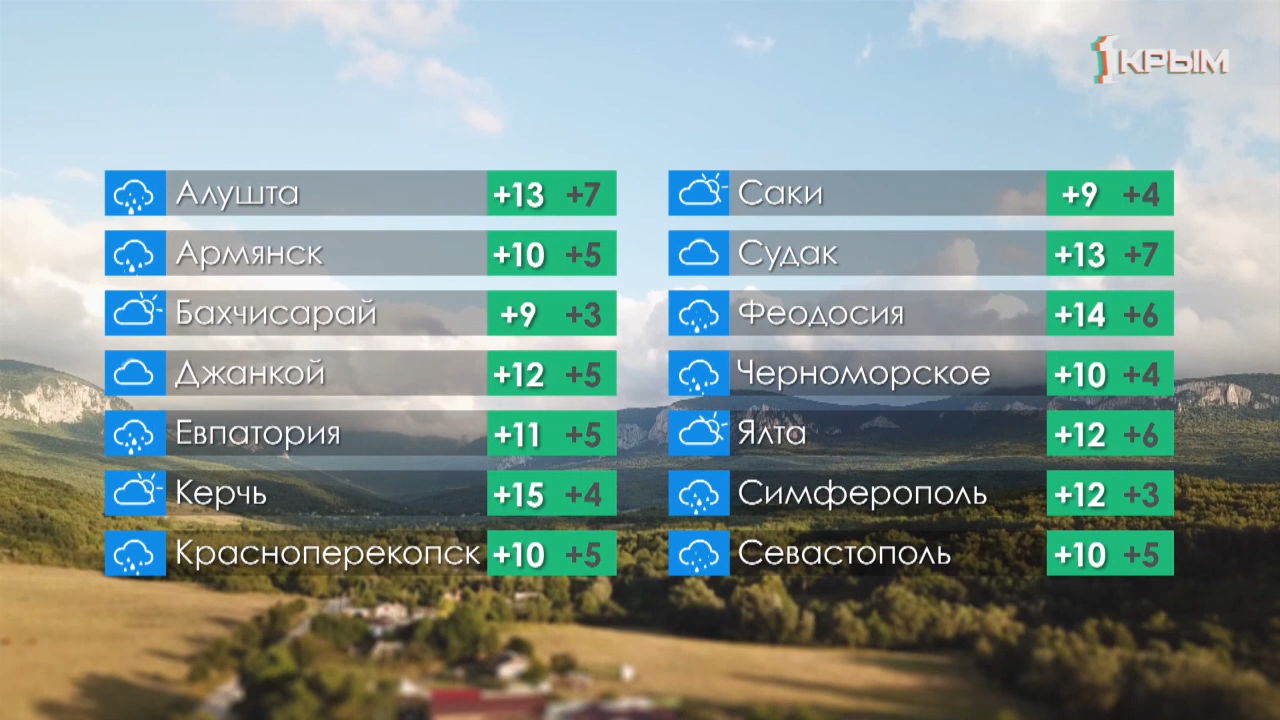 1КРЫМ
Алушта +13 +7
Армянск +10 +5
Бахчисарай +9 +3
Джанкой +12 +5
Евпатория +11 +5
Керчь +15 +4
Красноперекопск +10 +5
Саки +9 +4
Судак +13 +7
Феодосия +14 +6
Черноморское +10 +4
Ялта +12 +6
Симферополь +12 +3
Севастополь +10 +5